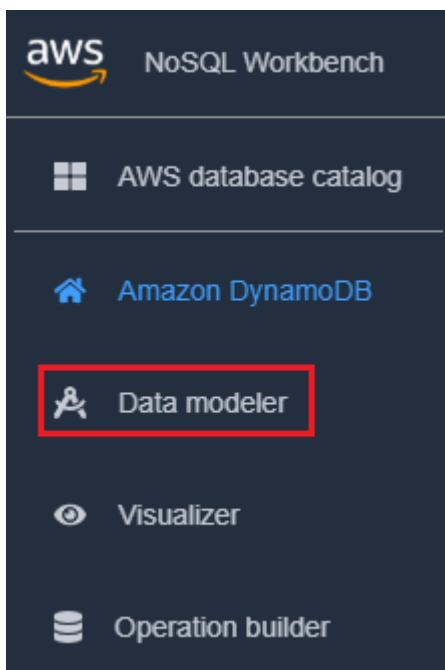 aws
NoSQL Workbench
AWS database catalog
Amazon DynamoDB
Data modeler
Visualizer
Operation builder